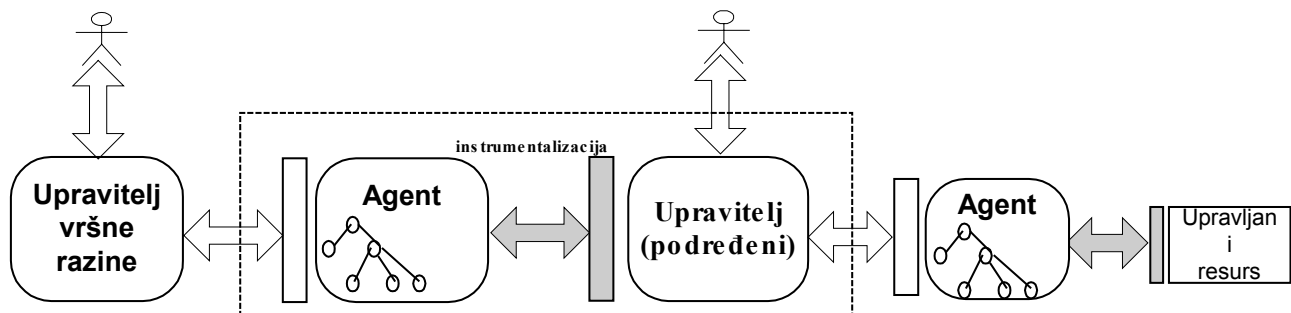 Upravitelj
vršne
razine
Agent
instrumentalizacija
Upravitelj
(podređeni)
Agent
Upravljan
i
resurs